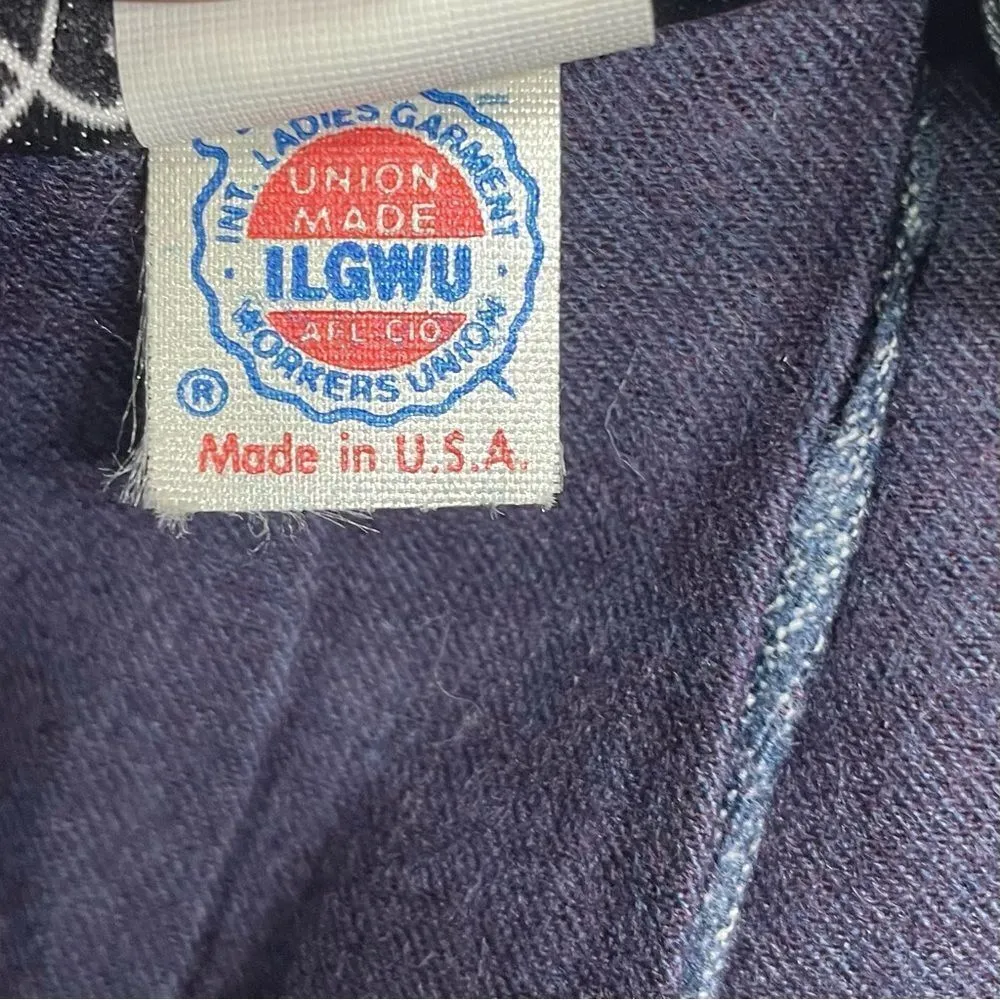 INT. LADIES GARMENT
UNION
MADE
ILGWU
AFL-CIO
WORKERS UNION
®
Made in U.S.A.